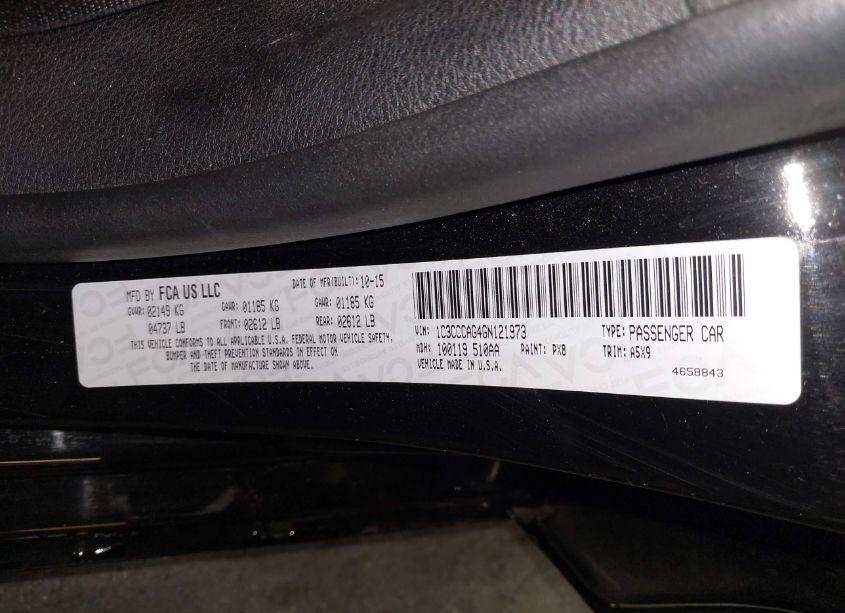 MFD BY FCA US LLC DATE OF MFR(BUILT): 10-15
GVWR: 02149 KG GAWR: 01185 KG GAWR: 01185 KG
04737 LB FRONT: 02612 LB REAR: 02612 LB
THIS VEHICLE CONFORMS TO ALL APPLICABLE U.S.A. FEDERAL MOTOR VEHICLE SAFETY,
BUMPER AND THEFT PREVENTION STANDARDS IN EFFECT ON
THE DATE OF MANUFACTURE SHOWN ABOVE.
VIN: 1C3CCCAG4GN121973 TYPE: PASSENGER CAR
MDH: 100119 510AA PAINT: PX8 TRIM: A5X9
VEHICLE MADE IN U.S.A.
4658843